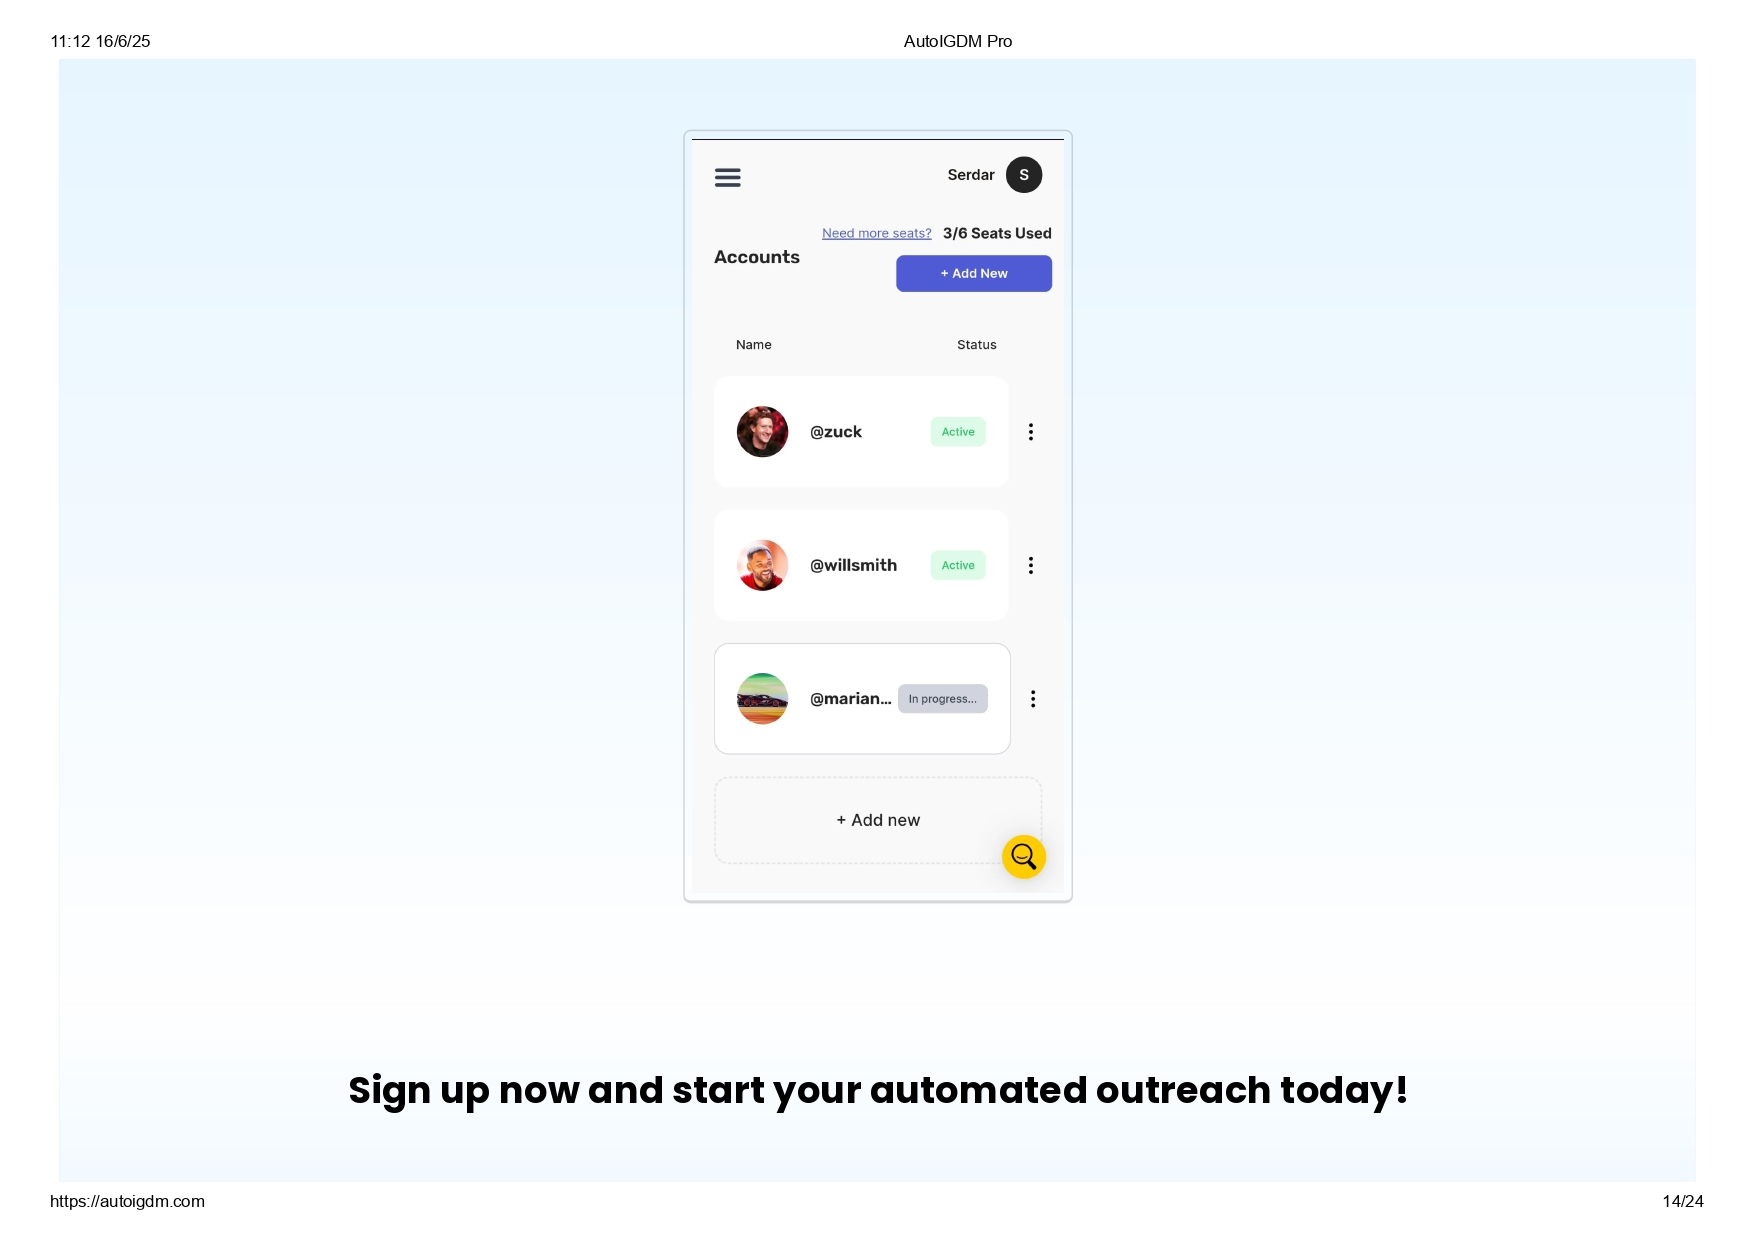 11:12 16/6/25
AutoIGDM Pro
Serdar
S
Need more seats?
3/6 Seats Used
Accounts
+ Add New
Name
Status
@zuck
Active
@willsmith
Active
@marian...
In progress...
+ Add new
Sign up now and start your automated outreach today!
https://autoigdm.com
14/24